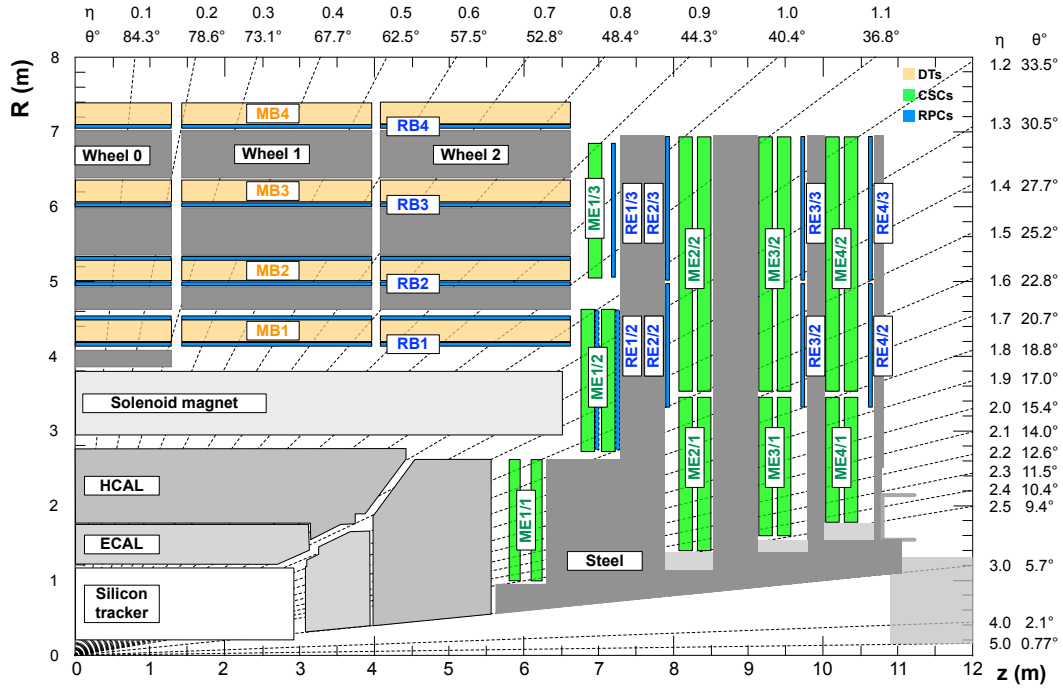 η 0.1 0.2 0.3 0.4 0.5 0.6 0.7 0.8 0.9 1.0 1.1
θ° 84.3° 78.6° 73.1° 67.7° 62.5° 57.5° 52.8° 48.4° 44.3° 40.4° 36.8° η θ°
R (m)
8
7
6
5
4
3
2
1
0
1.2 33.5°
1.3 30.5°
1.4 27.7°
1.5 25.2°
1.6 22.8°
1.7 20.7°
1.8 18.8°
1.9 17.0°
2.0 15.4°
2.1 14.0°
2.2 12.6°
2.3 11.5°
2.4 10.4°
2.5 9.4°
3.0 5.7°
4.0 2.1°
5.0 0.77°
DTs
CSCs
RPCs
MB4
RB4
Wheel 0
Wheel 1
Wheel 2
MB3
RB3
MB2
RB2
MB1
RB1
Solenoid magnet
HCAL
ECAL
Silicon
tracker
Steel
ME1/3
RE1/3
RE2/3
ME2/2
ME3/2
RE3/3
ME4/2
RE4/3
ME1/2
RE1/2
RE2/2
RE3/2
RE4/2
ME1/1
ME2/1
ME3/1
ME4/1
0 1 2 3 4 5 6 7 8 9 10 11 12
z (m)